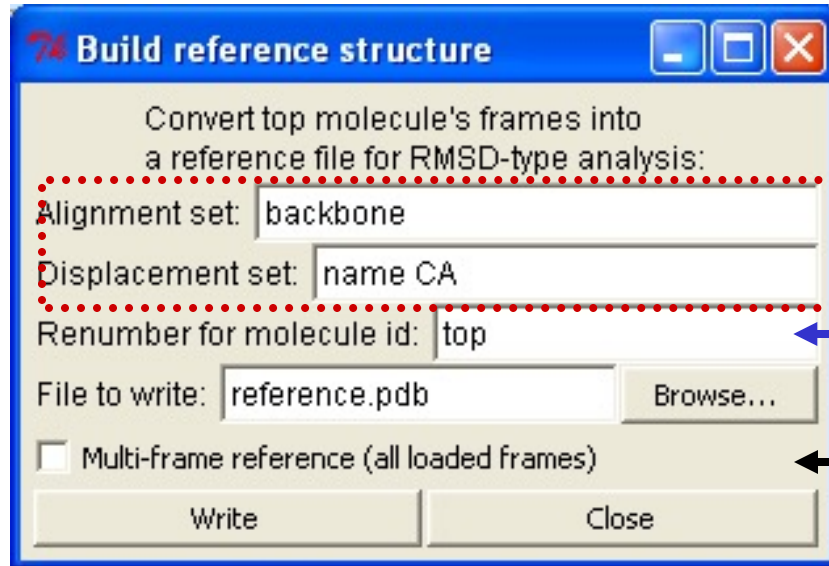 7k Build reference structure
Convert top molecule's frames into
a reference file for RMSD-type analysis:
Alignment set: backbone
Displacement set: name CA
Renumber for molecule id: top
File to write: reference.pdb Browse...
Multi-frame reference (all loaded frames)
Write Close